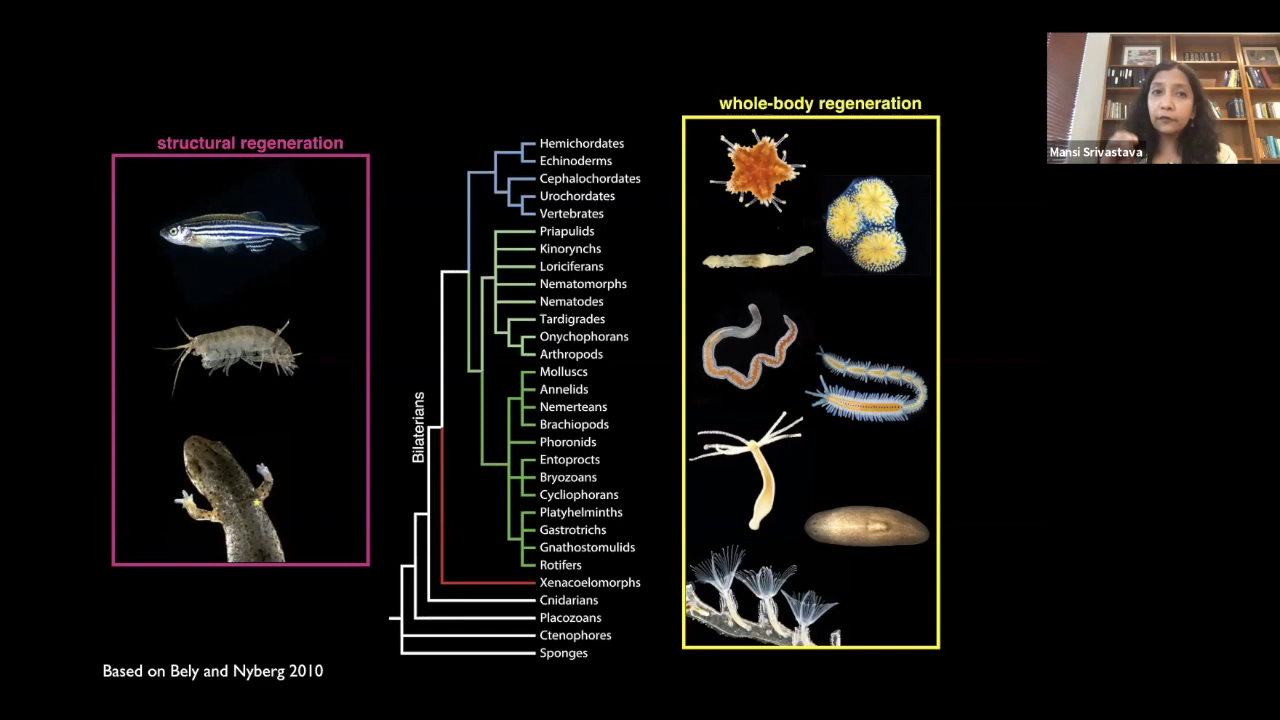 whole-body regeneration
structural regeneration
Hemichordates
Echinoderms
Cephalochordates
Urochordates
Vertebrates
Priapulids
Kinorynchs
Loriciferans
Nematomorphs
Nematodes
Tardigrades
Onychophorans
Arthropods
Molluscs
Annelids
Nemerteans
Brachiopods
Phoronids
Entoprocts
Bryozoans
Cycliophorans
Platyhelminths
Gastrotrichs
Gnathostomulids
Rotifers
Xenacoelomorphs
Cnidarians
Placozoans
Ctenophores
Sponges
Bilaterians
Based on Bely and Nyberg 2010
Mansi Srivastava